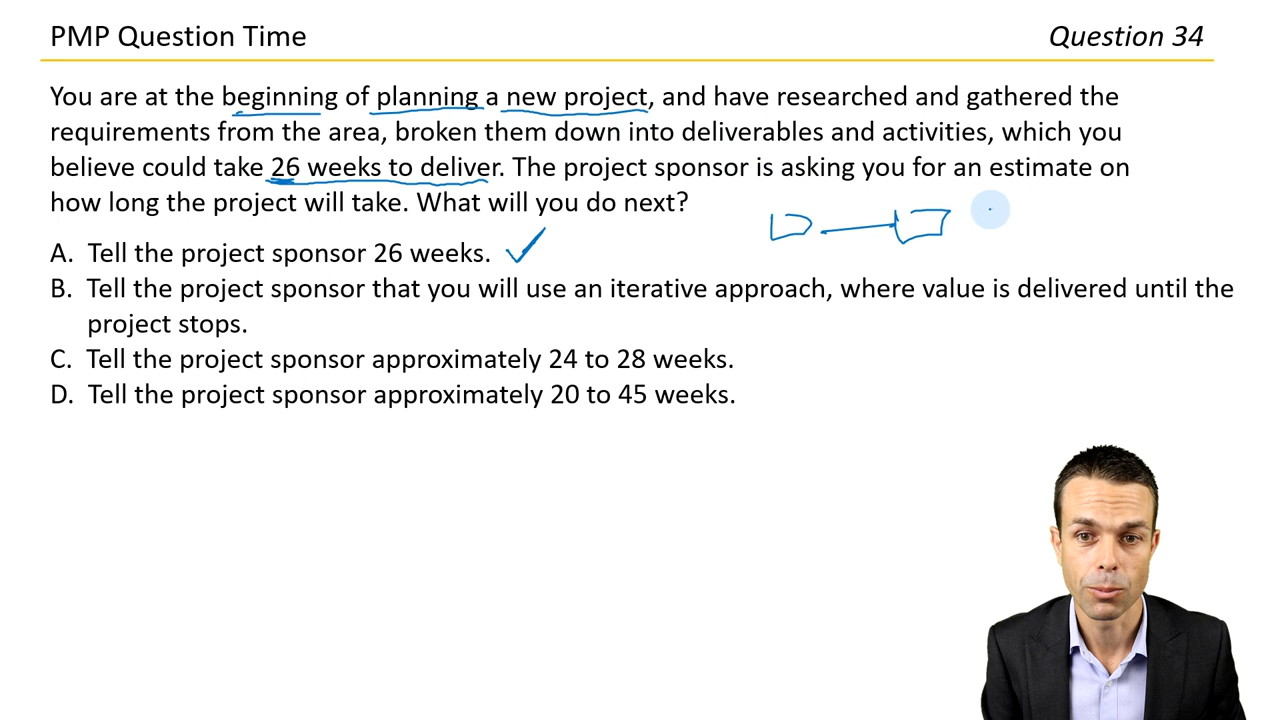 PMP Question Time
Question 34
You are at the beginning of planning a new project, and have researched and gathered the
requirements from the area, broken them down into deliverables and activities, which you
believe could take 26 weeks to deliver. The project sponsor is asking you for an estimate on
how long the project will take. What will you do next?
A. Tell the project sponsor 26 weeks.
B. Tell the project sponsor that you will use an iterative approach, where value is delivered until the
project stops.
C. Tell the project sponsor approximately 24 to 28 weeks.
D. Tell the project sponsor approximately 20 to 45 weeks.